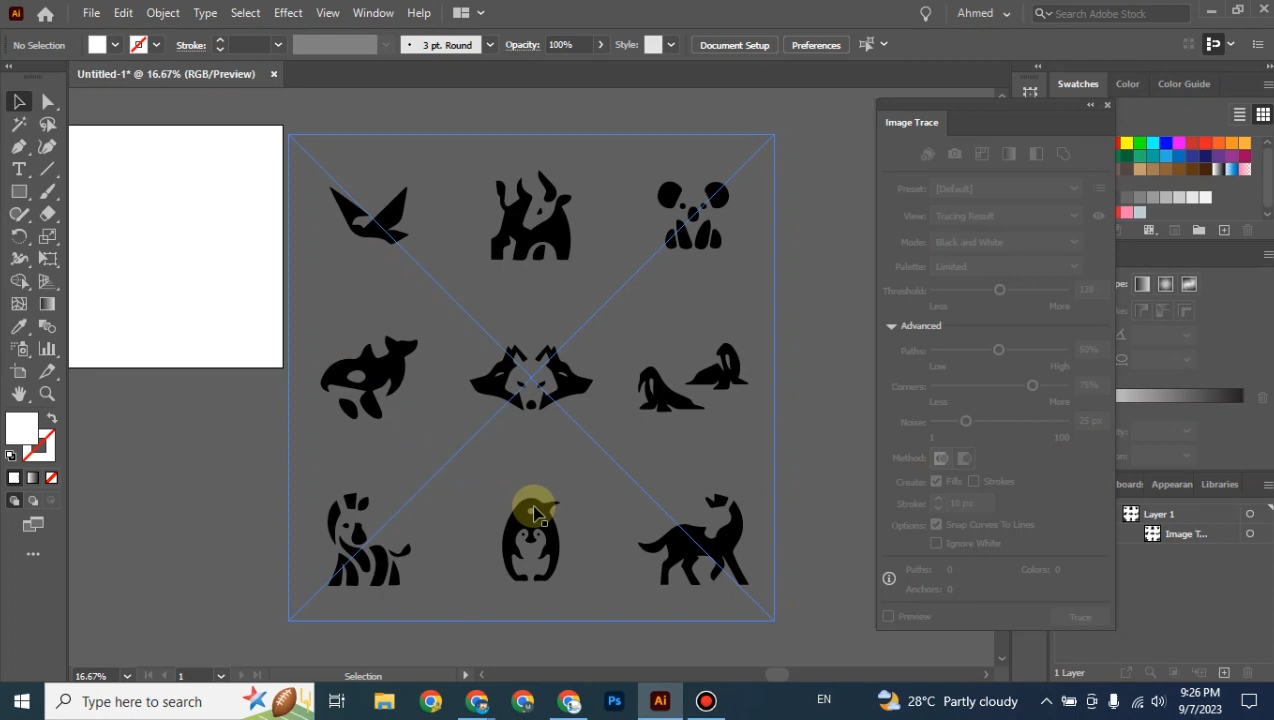 Ai File Edit Object Type Select Effect View Window Help Ahmed Search Adobe Stock
No Selection Stroke: 3 pt. Round Opacity: 100% Style: Document Setup Preferences
Untitled-1* @ 16.67% (RGB/Preview) Swatches Color Color Guide
Image Trace
Preset: [Default]
View: Tracing Result
Mode: Black and White
Palette: Limited
Threshold: 128
Less More
Advanced
Paths: 50%
Low High
Corners: 75%
Less More
Noise: 25 px
1 100
Method:
Create: Fills Strokes
Stroke: 10 px
Options: Snap Curves To Lines
Ignore White
Paths: 0 Colors: 0
Anchors: 0
Preview Trace
Appearan Libraries
Layer 1
Image T...
1 Layer
16.67% 1 Selection
Type here to search Ps Ai EN 28°C Partly cloudy 9:26 PM
9/7/2023